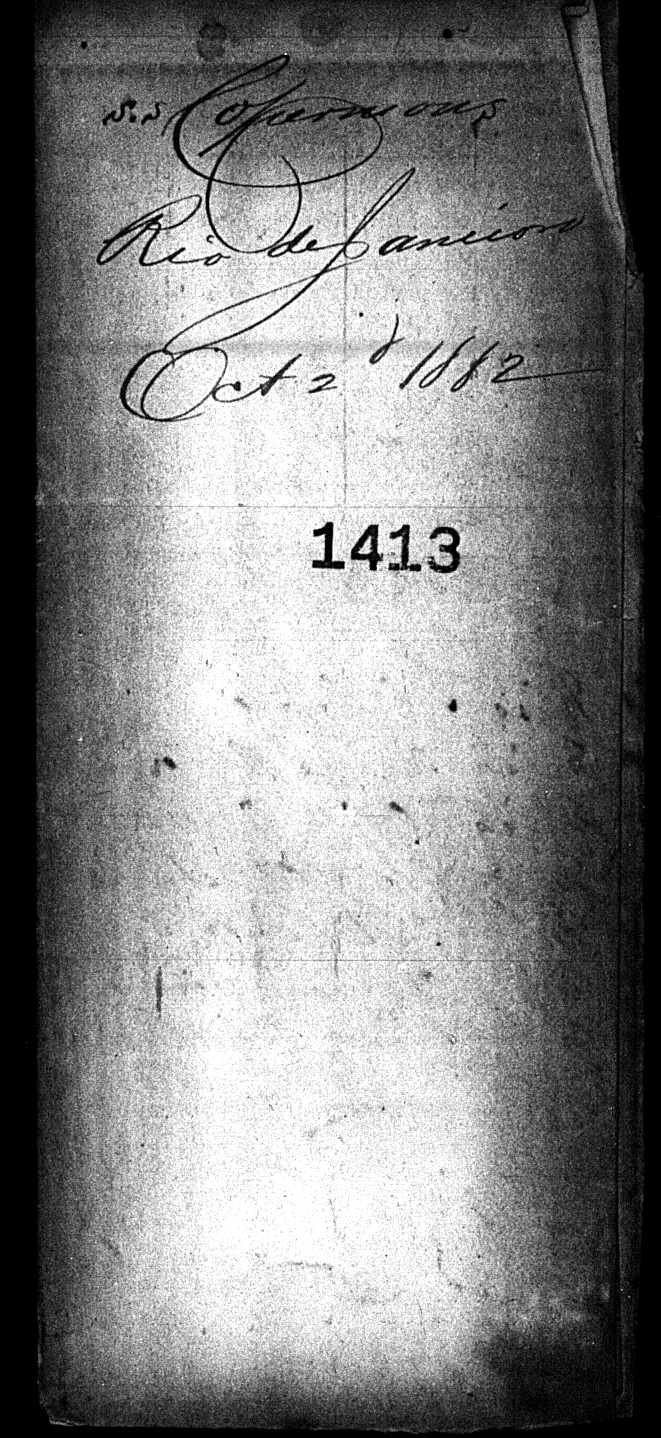 S.S Copernicus
Rio de Janeiro
Oct 2d 1882
1413